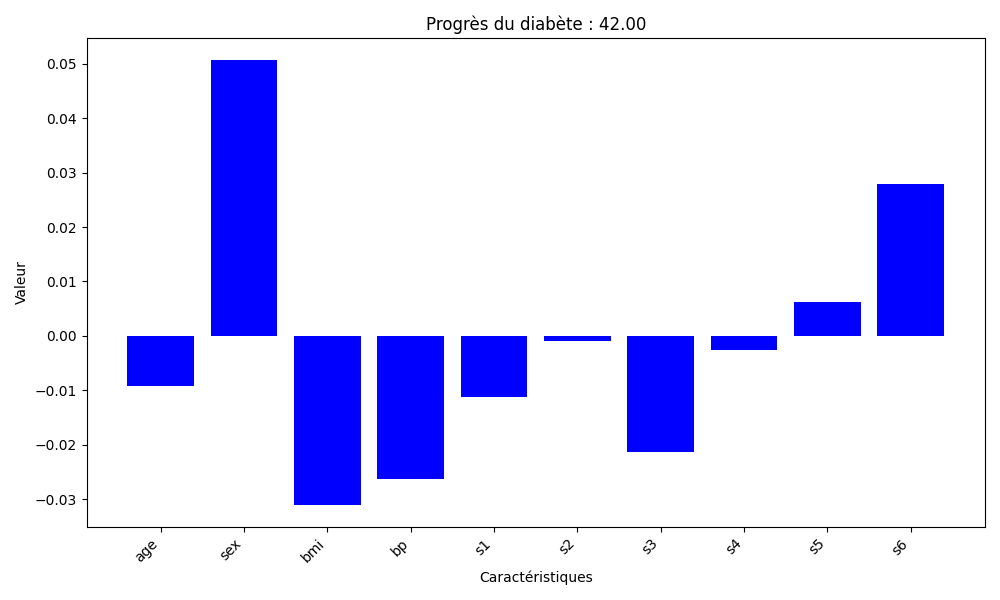 Progrès du diabète : 42.00
0.05
0.04
0.03
0.02
0.01
0.00
−0.01
−0.02
−0.03
Valeur
age
sex
bmi
bp
s1
s2
s3
s4
s5
s6
Caractéristiques